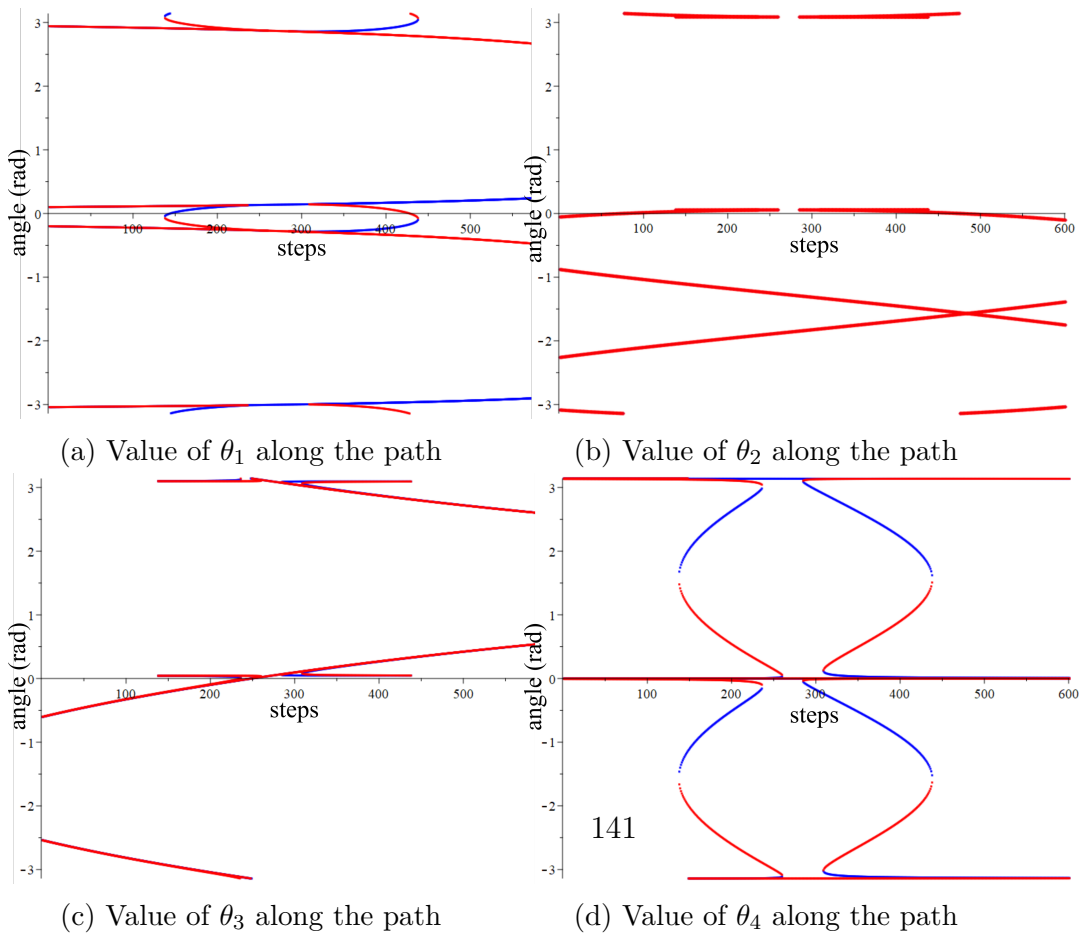 3
2
1
0
-1
-2
-3
100 200 300 400 500
steps
angle (rad)
(a) Value of θ1 along the path
3
2
1
0
-1
-2
-3
100 200 300 400 500 600
steps
angle (rad)
(b) Value of θ2 along the path
3
2
1
0
-1
-2
-3
100 200 300 400 500
steps
angle (rad)
(c) Value of θ3 along the path
3
2
1
0
-1
-2
-3
100 200 300 400 500 600
steps
angle (rad)
141
(d) Value of θ4 along the path